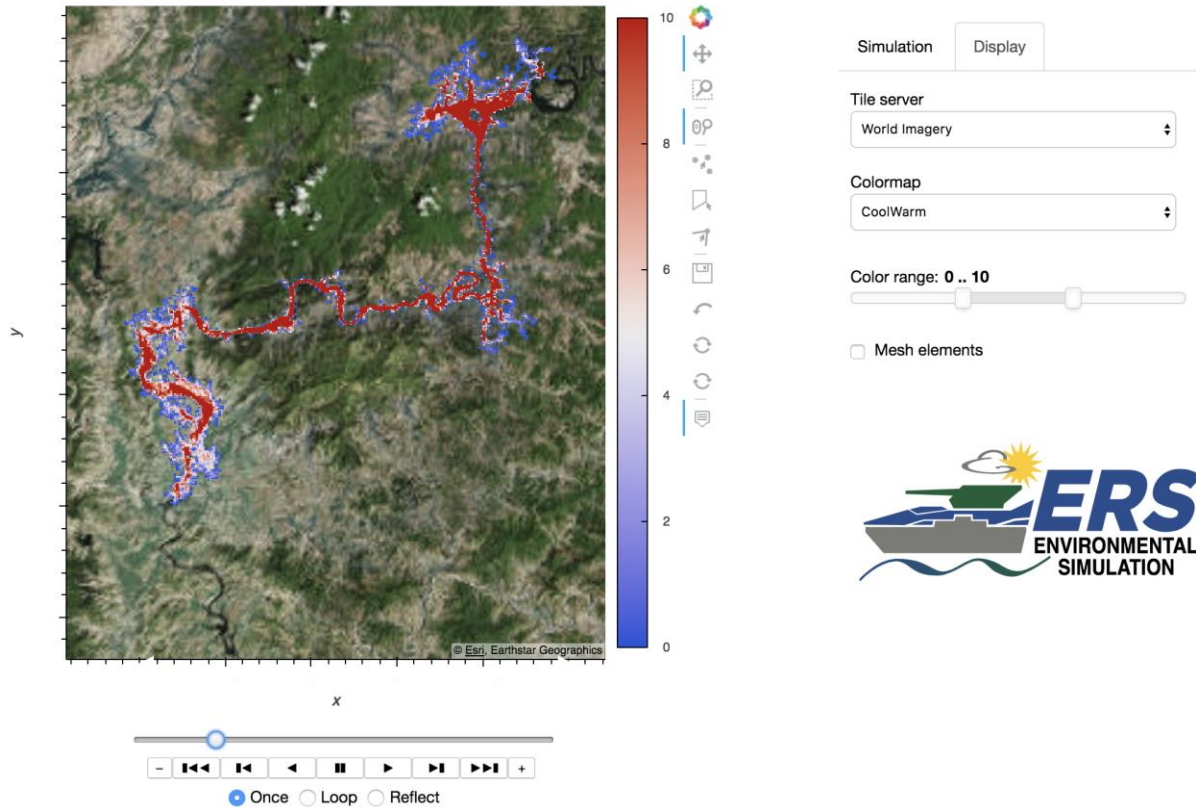 10
8
6
4
2
0
y
x
© Esri, Earthstar Geographics
−
+
Once
Loop
Reflect
Simulation
Display
Tile server
World Imagery
Colormap
CoolWarm
Color range: 0 .. 10
Mesh elements
ERS
ENVIRONMENTAL
SIMULATION